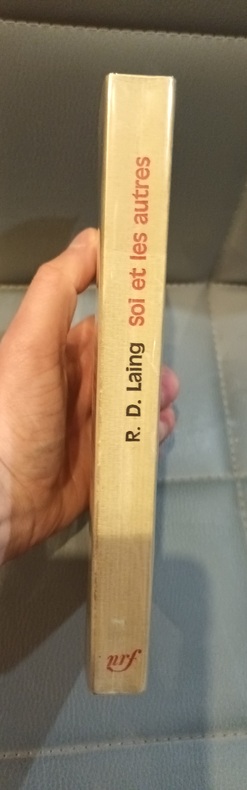 R. D. Laing soi et les autres
nrf